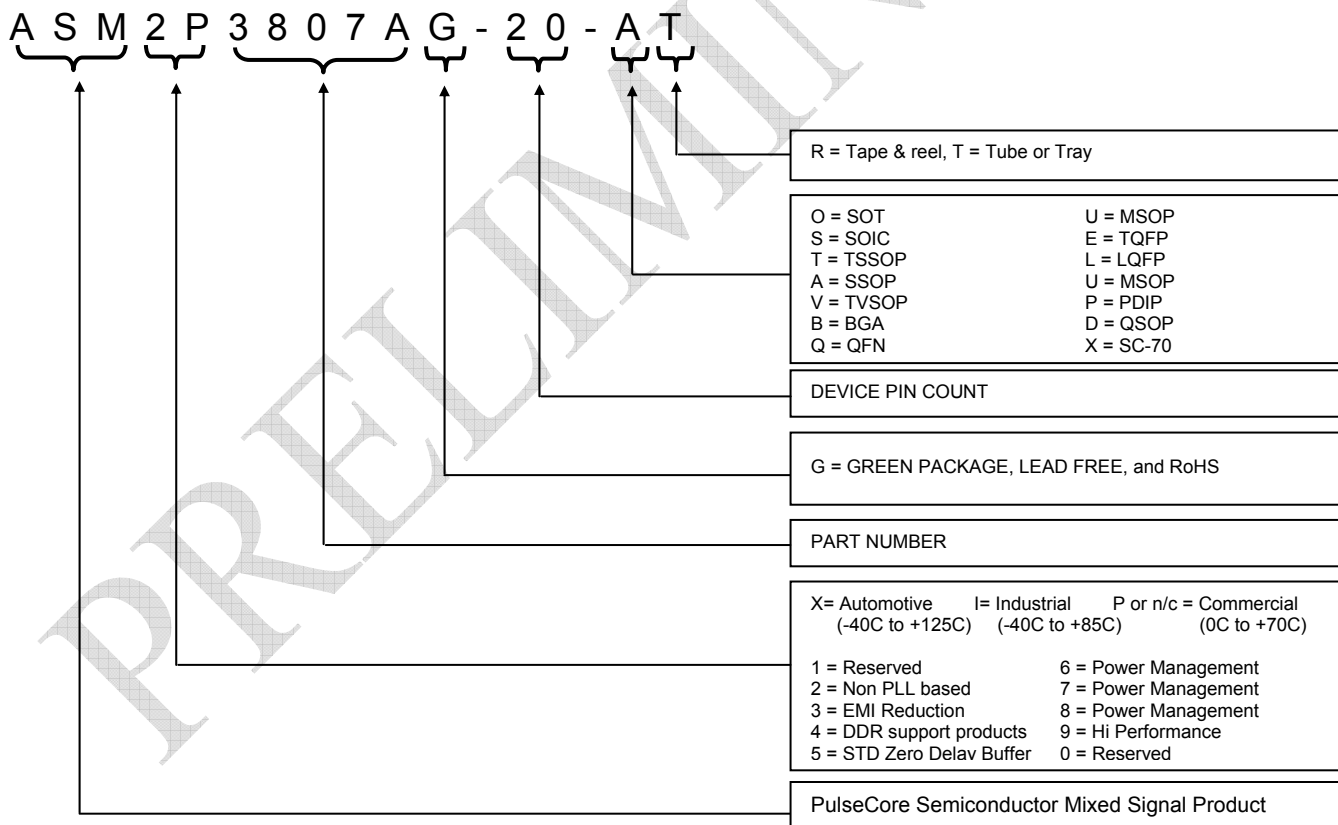 A S M 2 P 3 8 0 7 A G - 2 0 - A T
R = Tape & reel, T = Tube or Tray
O = SOT U = MSOP
S = SOIC E = TQFP
T = TSSOP L = LQFP
A = SSOP U = MSOP
V = TVSOP P = PDIP
B = BGA D = QSOP
Q = QFN X = SC-70
DEVICE PIN COUNT
G = GREEN PACKAGE, LEAD FREE, and RoHS
PART NUMBER
X= Automotive I= Industrial P or n/c = Commercial
(-40C to +125C) (-40C to +85C) (0C to +70C)
1 = Reserved 6 = Power Management
2 = Non PLL based 7 = Power Management
3 = EMI Reduction 8 = Power Management
4 = DDR support products 9 = Hi Performance
5 = STD Zero Delay Buffer 0 = Reserved
PulseCore Semiconductor Mixed Signal Product
PRELIMIN